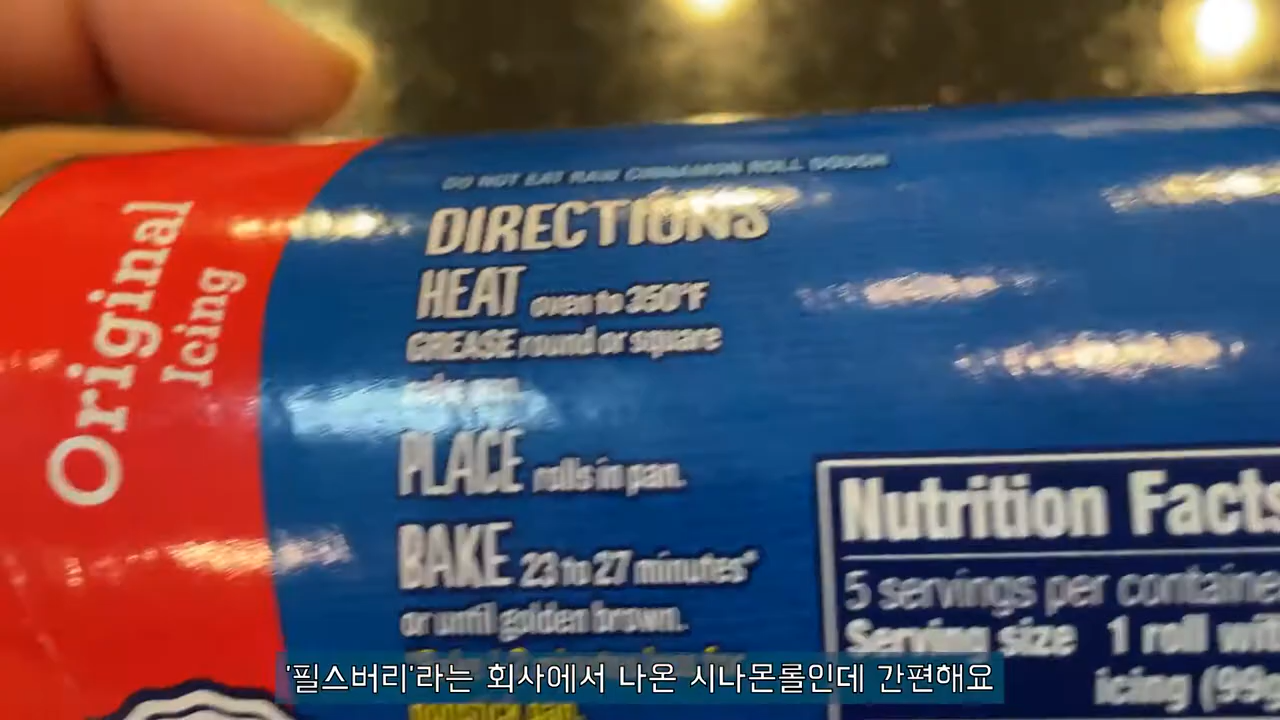 Original
Icing
DO NOT EAT RAW CINNAMON ROLL DOUGH
DIRECTIONS
HEAT oven to 350°F
GREASE round or square
cake pan.
PLACE rolls in pan.
BAKE 23 to 27 minutes*
or until golden brown.
Nutrition Facts
5 servings per containe
Serving size 1 roll wit
icing (99g
'필스버리'라는 회사에서 나온 시나몬롤인데 간편해요